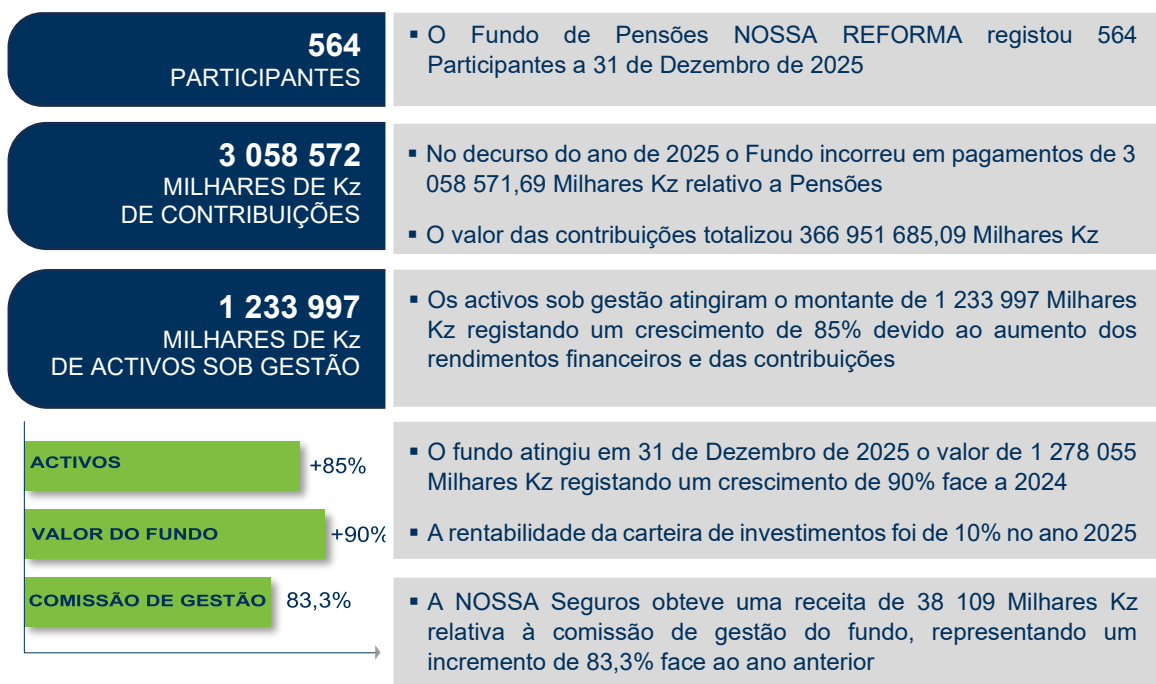 564
PARTICIPANTES
▪ O Fundo de Pensões NOSSA REFORMA registou 564
Participantes a 31 de Dezembro de 2025
3 058 572
MILHARES DE Kz
DE CONTRIBUIÇÕES
▪ No decurso do ano de 2025 o Fundo incorreu em pagamentos de 3
058 571,69 Milhares Kz relativo a Pensões
▪ O valor das contribuições totalizou 366 951 685,09 Milhares Kz
1 233 997
MILHARES DE Kz
DE ACTIVOS SOB GESTÃO
▪ Os activos sob gestão atingiram o montante de 1 233 997 Milhares
Kz registando um crescimento de 85% devido ao aumento dos
rendimentos financeiros e das contribuições
ACTIVOS +85%
VALOR DO FUNDO +90%
COMISSÃO DE GESTÃO 83,3%
▪ O fundo atingiu em 31 de Dezembro de 2025 o valor de 1 278 055
Milhares Kz registando um crescimento de 90% face a 2024
▪ A rentabilidade da carteira de investimentos foi de 10% no ano 2025
▪ A NOSSA Seguros obteve uma receita de 38 109 Milhares Kz
relativa à comissão de gestão do fundo, representando um
incremento de 83,3% face ao ano anterior